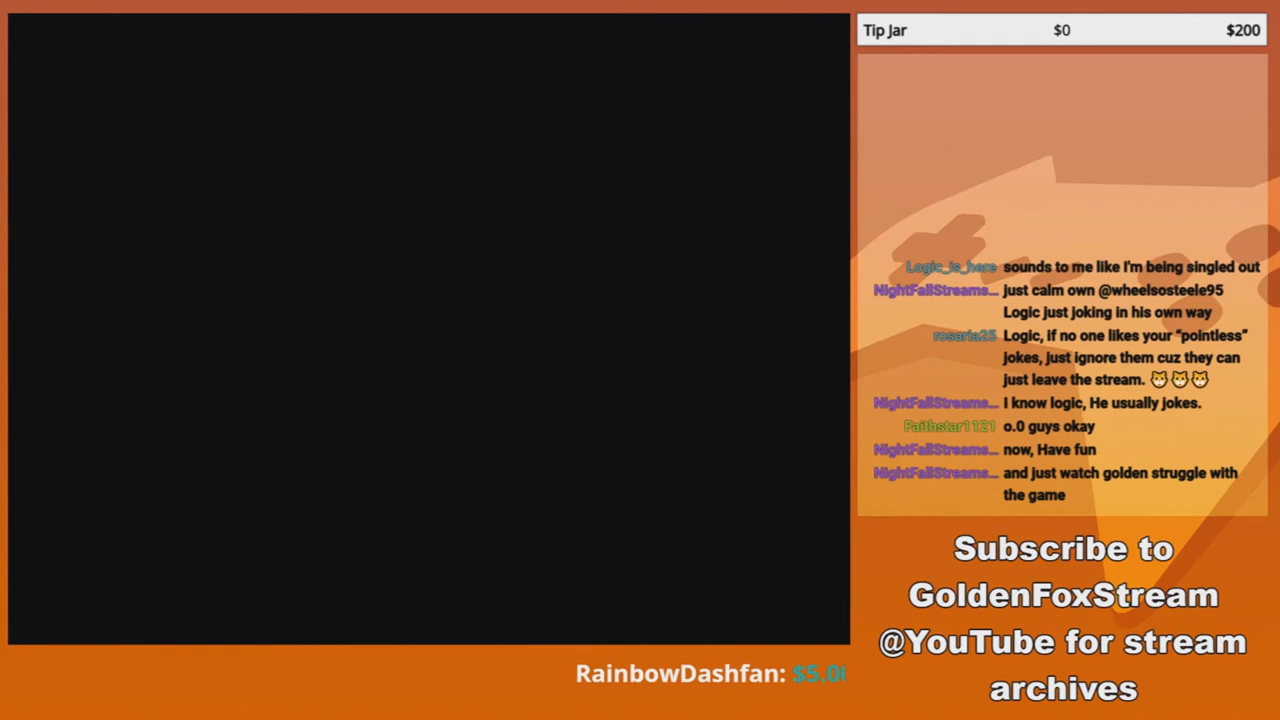 Tip Jar $0 $200
Logic_is_here sounds to me like I'm being singled out
NightFallStreams... just calm own @wheelsosteele95
Logic just joking in his own way
rosaria25 Logic, if no one likes your “pointless”
jokes, just ignore them cuz they can
just leave the stream. 🐹🐹🐹
NightFallStreams... I know logic, He usually jokes.
Faithstar1121 o.0 guys okay
NightFallStreams... now, Have fun
NightFallStreams... and just watch golden struggle with
the game
Subscribe to
GoldenFoxStream
@YouTube for stream
archives
RainbowDashfan: $5.0